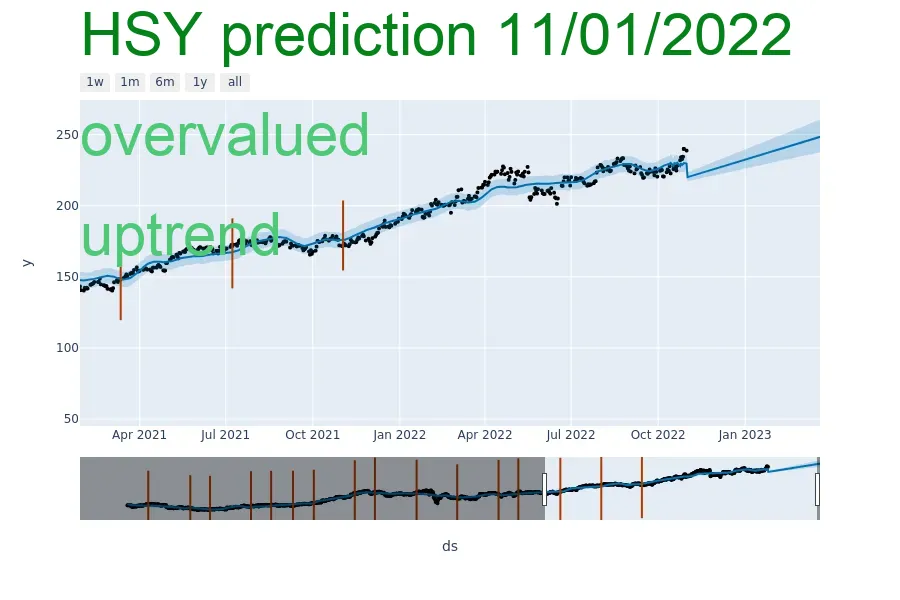 HSY prediction 11/01/2022
1w 1m 6m 1y all
250
overvalued
200
uptrend
y
150
100
50
Apr 2021 Jul 2021 Oct 2021 Jan 2022 Apr 2022 Jul 2022 Oct 2022 Jan 2023
ds